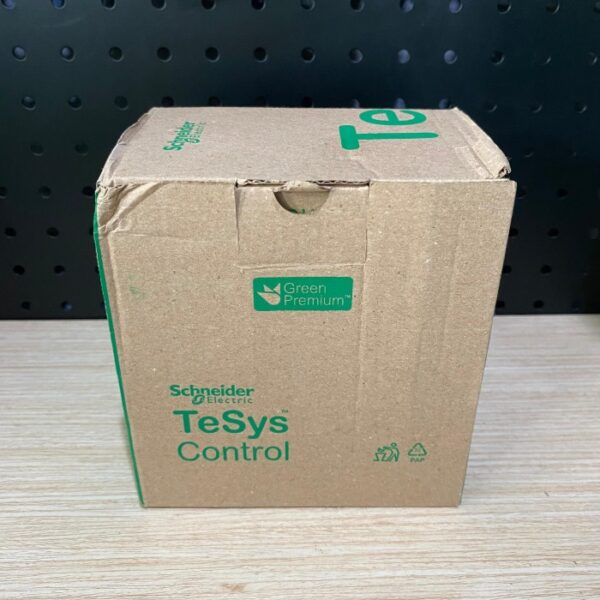 Schneider
Electric
Te
Green
Premium™
Schneider
Electric
TeSys™
Control
PAP